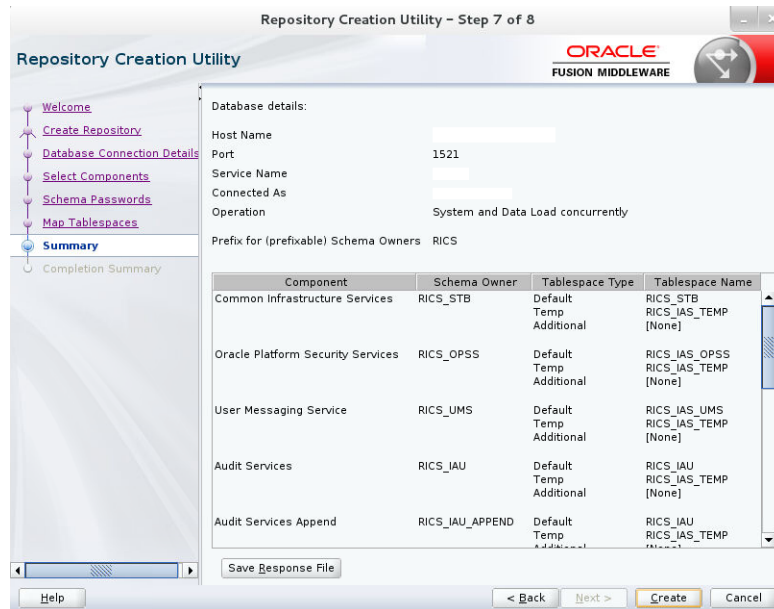 Repository Creation Utility – Step 7 of 8
Repository Creation Utility
ORACLE
FUSION MIDDLEWARE
Welcome
Create Repository
Database Connection Details
Select Components
Schema Passwords
Map Tablespaces
Summary
Completion Summary
Database details:
Host Name
Port 1521
Service Name
Connected As
Operation System and Data Load concurrently
Prefix for (prefixable) Schema Owners RICS
Component Schema Owner Tablespace Type Tablespace Name
Common Infrastructure Services RICS_STB Default RICS_STB
Temp RICS_IAS_TEMP
Additional [None]
Oracle Platform Security Services RICS_OPSS Default RICS_IAS_OPSS
Temp RICS_IAS_TEMP
Additional [None]
User Messaging Service RICS_UMS Default RICS_IAS_UMS
Temp RICS_IAS_TEMP
Additional [None]
Audit Services RICS_IAU Default RICS_IAU
Temp RICS_IAS_TEMP
Additional [None]
Audit Services Append RICS_IAU_APPEND Default RICS_IAU
Temp RICS_IAS_TEMP
Save Response File
Help < Back Next > Create Cancel